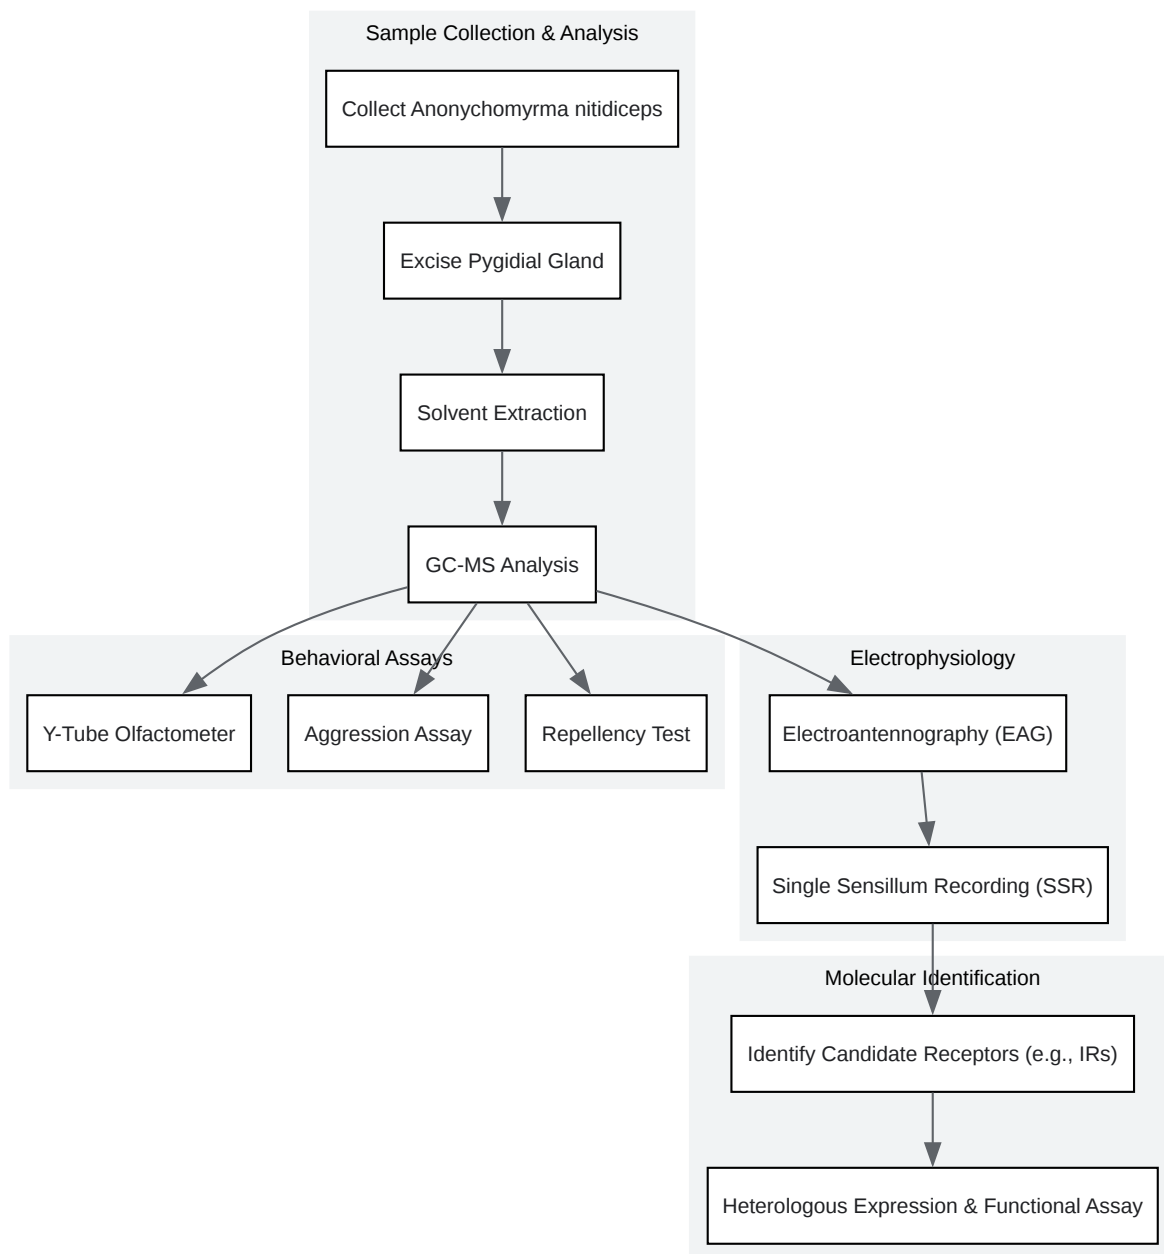 Sample Collection & Analysis
Collect Anonychomyrma nitidiceps
Excise Pygidial Gland
Solvent Extraction
GC-MS Analysis
Behavioral Assays
Y-Tube Olfactometer
Aggression Assay
Repellency Test
Electrophysiology
Electroantennography (EAG)
Single Sensillum Recording (SSR)
Molecular Identification
Identify Candidate Receptors (e.g., IRs)
Heterologous Expression & Functional Assay